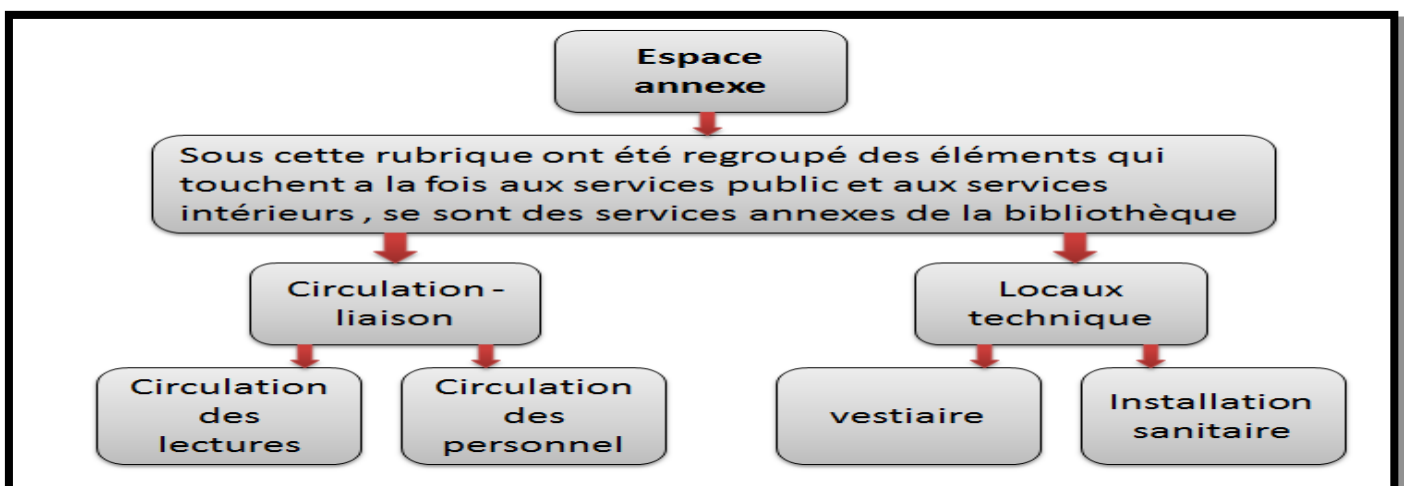 Espace
annexe
Sous cette rubrique ont été regroupé des éléments qui
touchent a la fois aux services public et aux services
intérieurs , se sont des services annexes de la bibliothèque
Circulation -
liaison
Locaux
technique
Circulation
des
lectures
Circulation
des
personnel
vestiaire
Installation
sanitaire